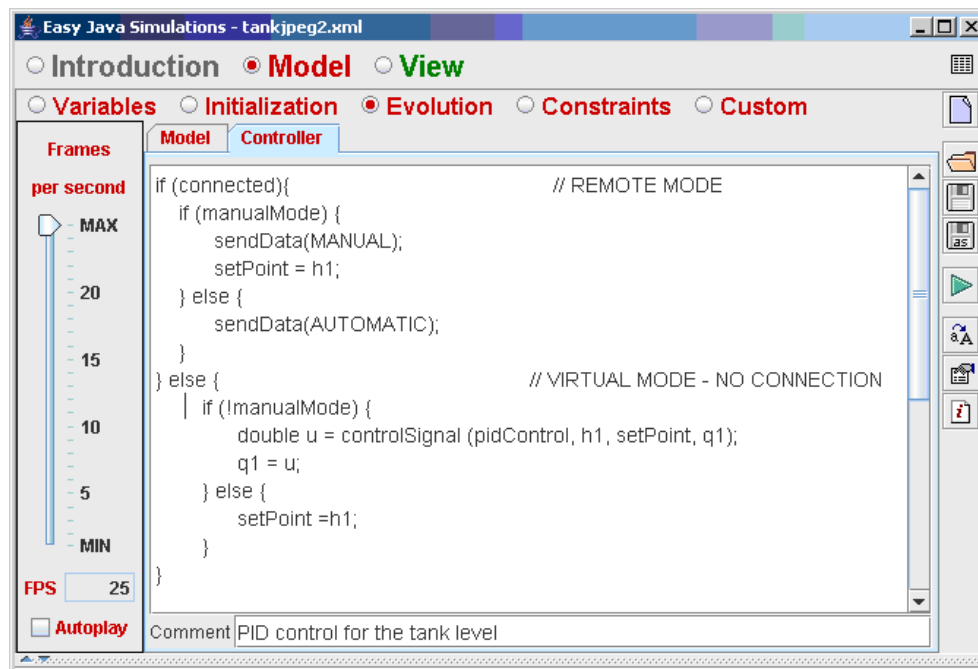 Easy Java Simulations - tankjpeg2.xml
Introduction Model View
Variables Initialization Evolution Constraints Custom
Frames
per second
MAX
20
15
10
5
MIN
FPS 25
Autoplay
Model Controller
if (connected){ // REMOTE MODE
if (manualMode) {
sendData(MANUAL);
setPoint = h1;
} else {
sendData(AUTOMATIC);
}
} else { // VIRTUAL MODE - NO CONNECTION
if (!manualMode) {
double u = controlSignal (pidControl, h1, setPoint, q1);
q1 = u;
} else {
setPoint =h1;
}
}
Comment PID control for the tank level
as
aA
i